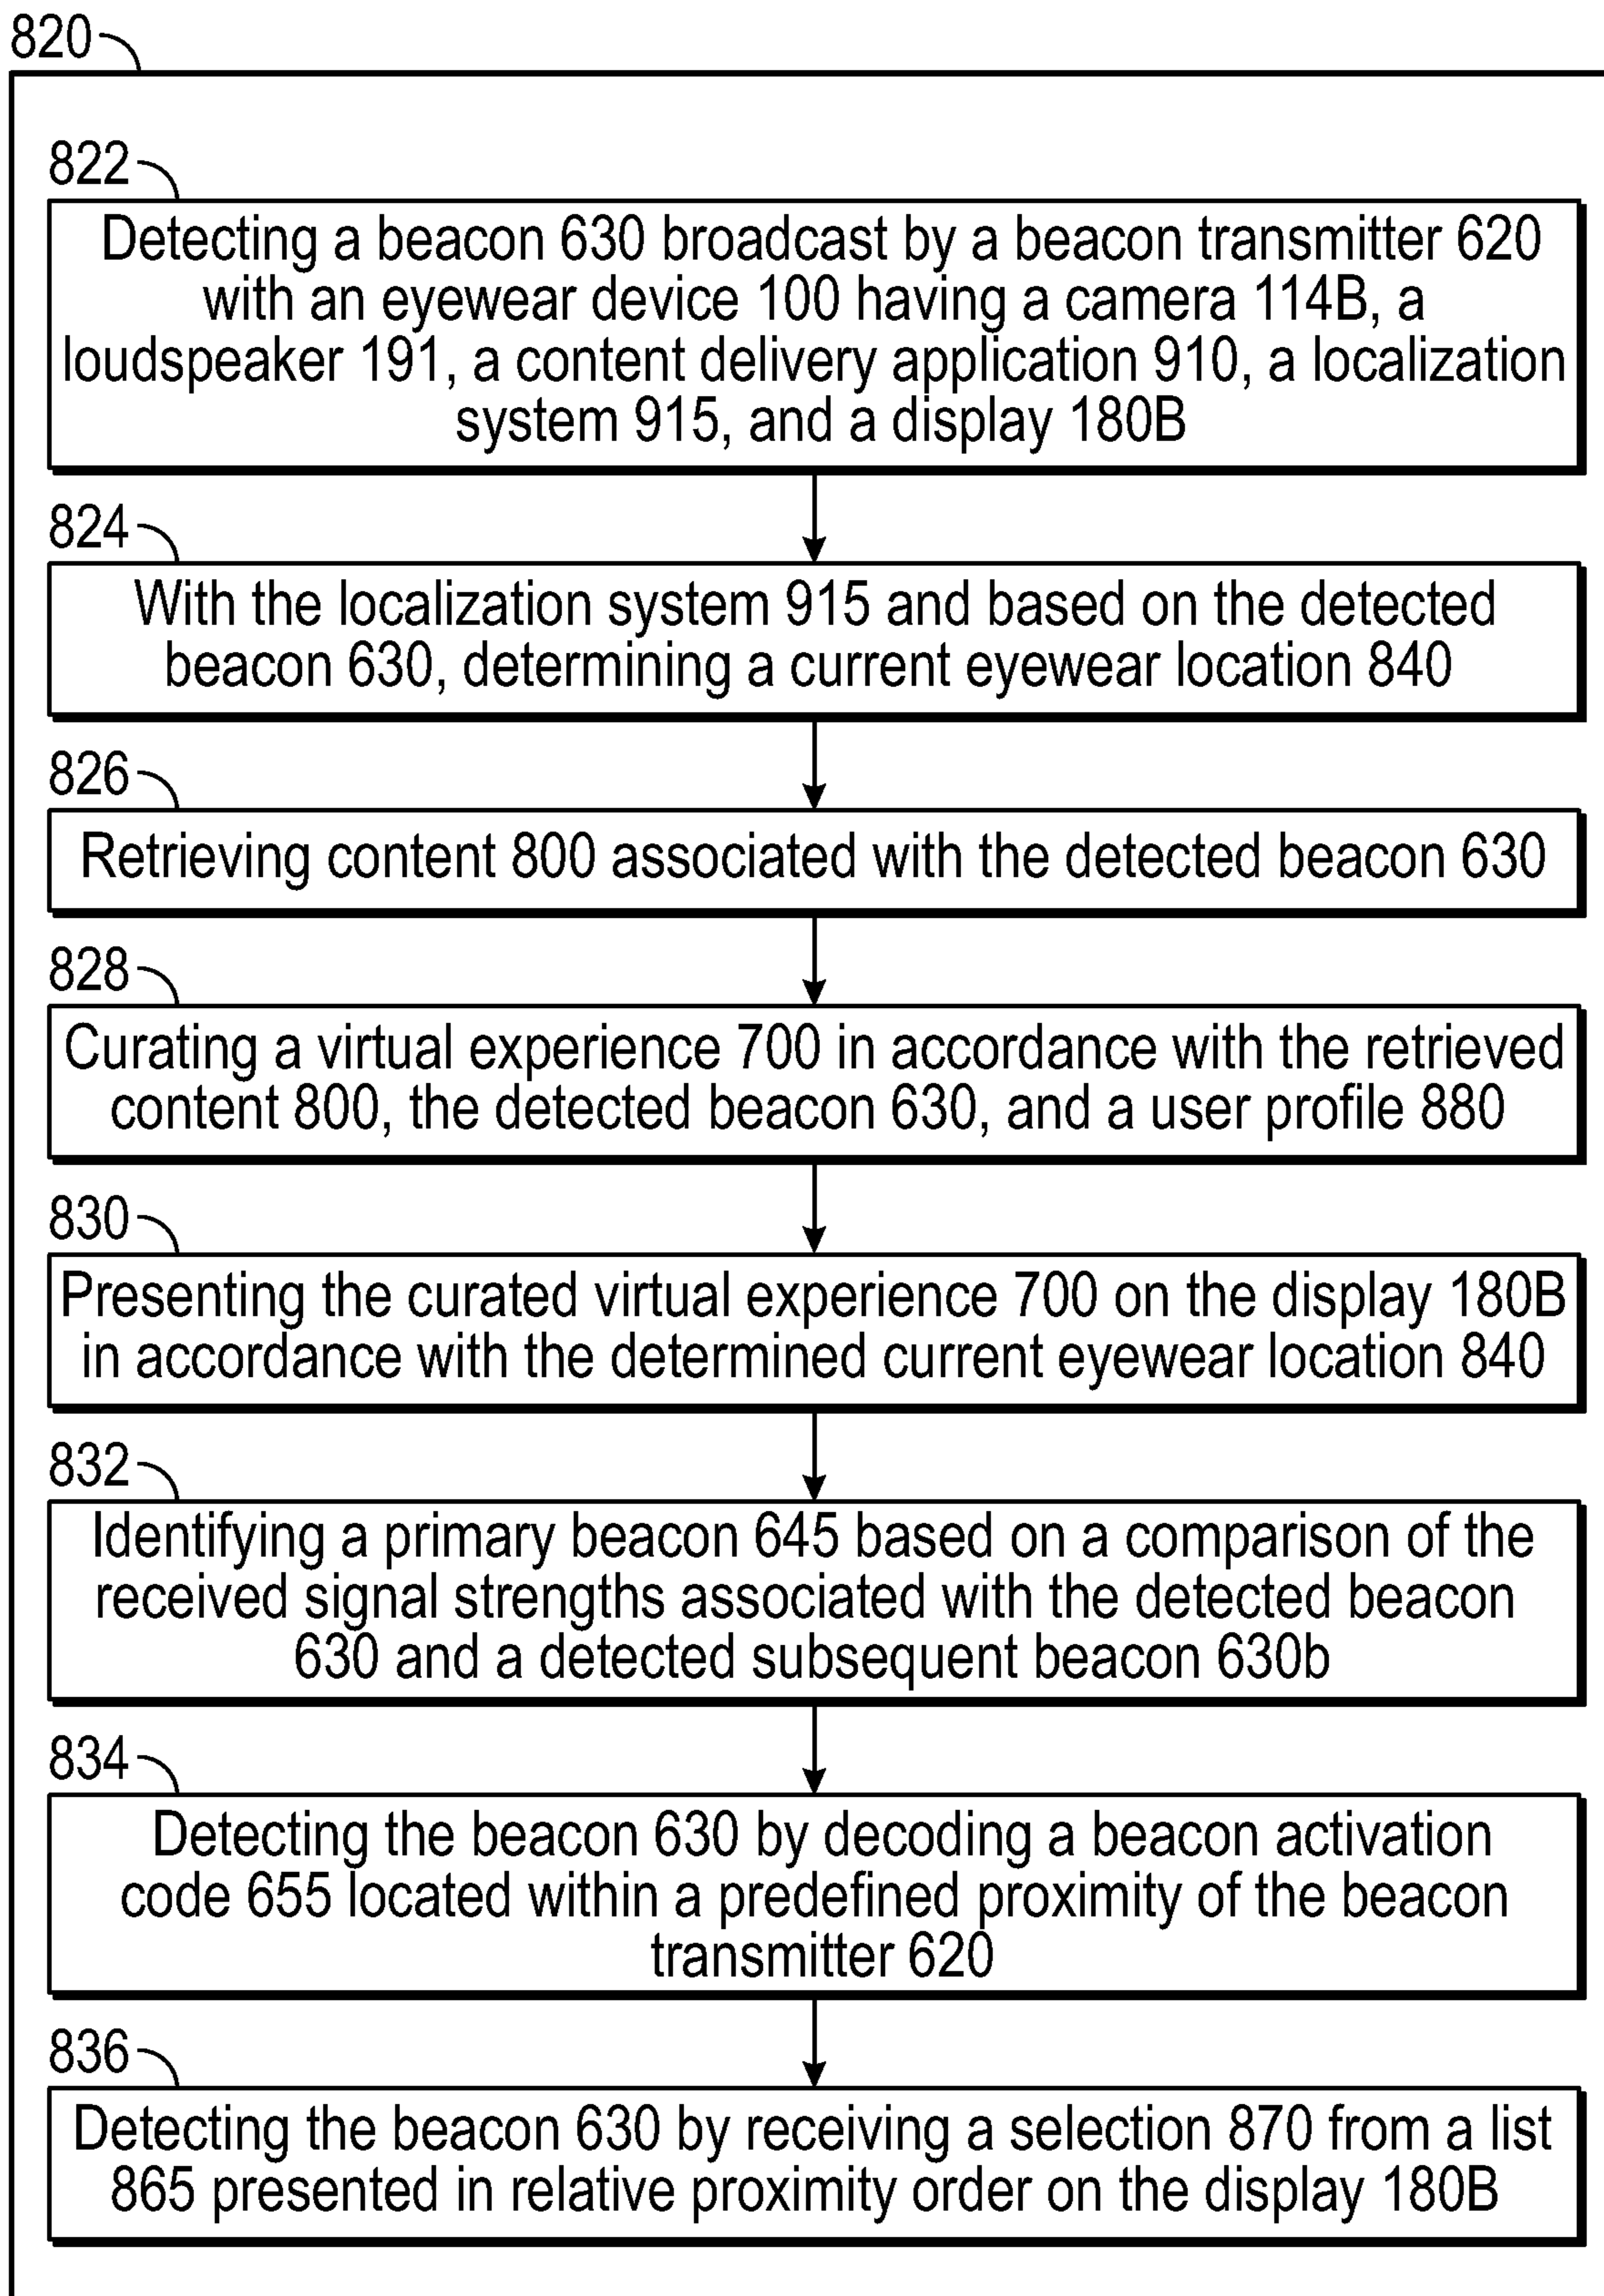 820
822
Detecting a beacon 630 broadcast by a beacon transmitter 620
with an eyewear device 100 having a camera 114B, a
loudspeaker 191, a content delivery application 910, a localization
system 915, and a display 180B
824
With the localization system 915 and based on the detected
beacon 630, determining a current eyewear location 840
826
Retrieving content 800 associated with the detected beacon 630
828
Curating a virtual experience 700 in accordance with the retrieved
content 800, the detected beacon 630, and a user profile 880
830
Presenting the curated virtual experience 700 on the display 180B
in accordance with the determined current eyewear location 840
832
Identifying a primary beacon 645 based on a comparison of the
received signal strengths associated with the detected beacon
630 and a detected subsequent beacon 630b
834
Detecting the beacon 630 by decoding a beacon activation
code 655 located within a predefined proximity of the beacon
transmitter 620
836
Detecting the beacon 630 by receiving a selection 870 from a list
865 presented in relative proximity order on the display 180B